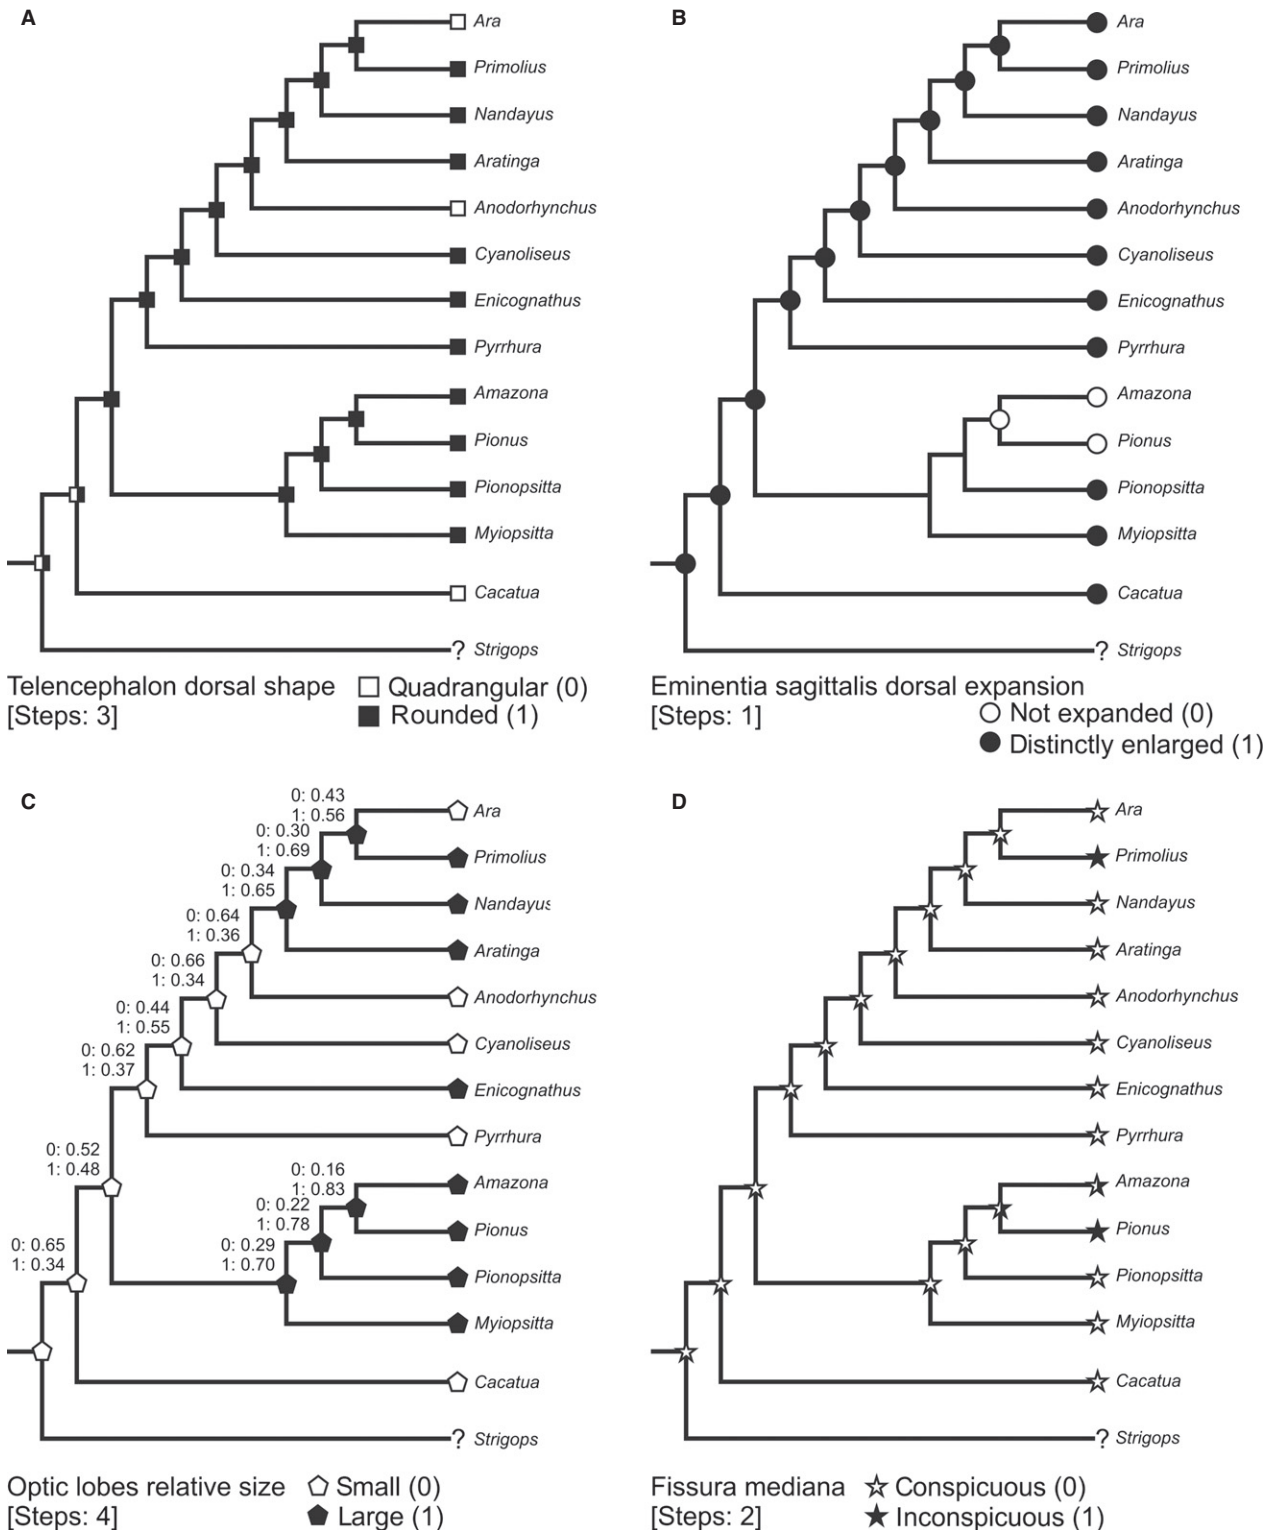 A
Ara
Primolius
Nandayus
Aratinga
Anodorhynchus
Cyanoliseus
Enicognathus
Pyrrhura
Amazona
Pionus
Pionopsitta
Myiopsitta
Cacatua
? Strigops
Telencephalon dorsal shape
[Steps: 3]
Quadrangular (0)
Rounded (1)
B
Ara
Primolius
Nandayus
Aratinga
Anodorhynchus
Cyanoliseus
Enicognathus
Pyrrhura
Amazona
Pionus
Pionopsitta
Myiopsitta
Cacatua
? Strigops
Eminentia sagittalis dorsal expansion
[Steps: 1]
Not expanded (0)
Distinctly enlarged (1)
C
0: 0.43
1: 0.56
0: 0.30
1: 0.69
0: 0.34
1: 0.65
0: 0.64
1: 0.36
0: 0.66
1: 0.34
0: 0.44
1: 0.55
0: 0.62
1: 0.37
0: 0.52
1: 0.48
0: 0.16
1: 0.83
0: 0.22
1: 0.78
0: 0.29
1: 0.70
0: 0.65
1: 0.34
Ara
Primolius
Nandayus
Aratinga
Anodorhynchus
Cyanoliseus
Enicognathus
Pyrrhura
Amazona
Pionus
Pionopsitta
Myiopsitta
Cacatua
? Strigops
Optic lobes relative size
[Steps: 4]
Small (0)
Large (1)
D
Ara
Primolius
Nandayus
Aratinga
Anodorhynchus
Cyanoliseus
Enicognathus
Pyrrhura
Amazona
Pionus
Pionopsitta
Myiopsitta
Cacatua
? Strigops
Fissura mediana
[Steps: 2]
Conspicuous (0)
Inconspicuous (1)